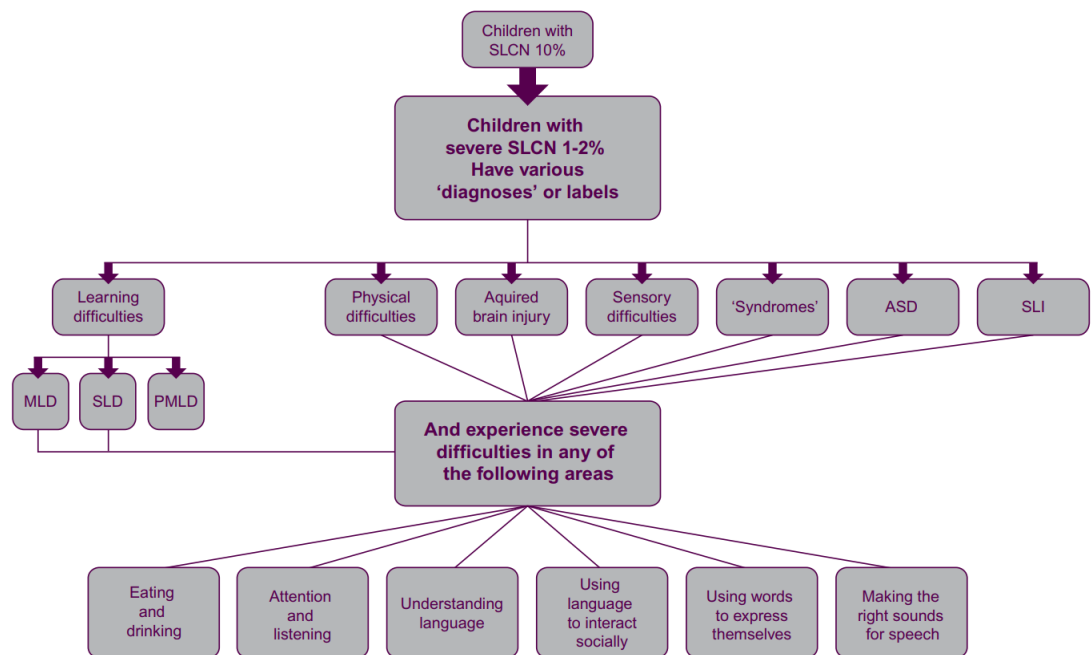 Children with
SLCN 10%
Children with
severe SLCN 1-2%
Have various
‘diagnoses’ or labels
Learning
difficulties
Physical
difficulties
Aquired
brain injury
Sensory
difficulties
‘Syndromes’
ASD
SLI
MLD
SLD
PMLD
And experience severe
difficulties in any of
the following areas
Eating
and
drinking
Attention
and
listening
Understanding
language
Using
language
to interact
socially
Using words
to express
themselves
Making the
right sounds
for speech